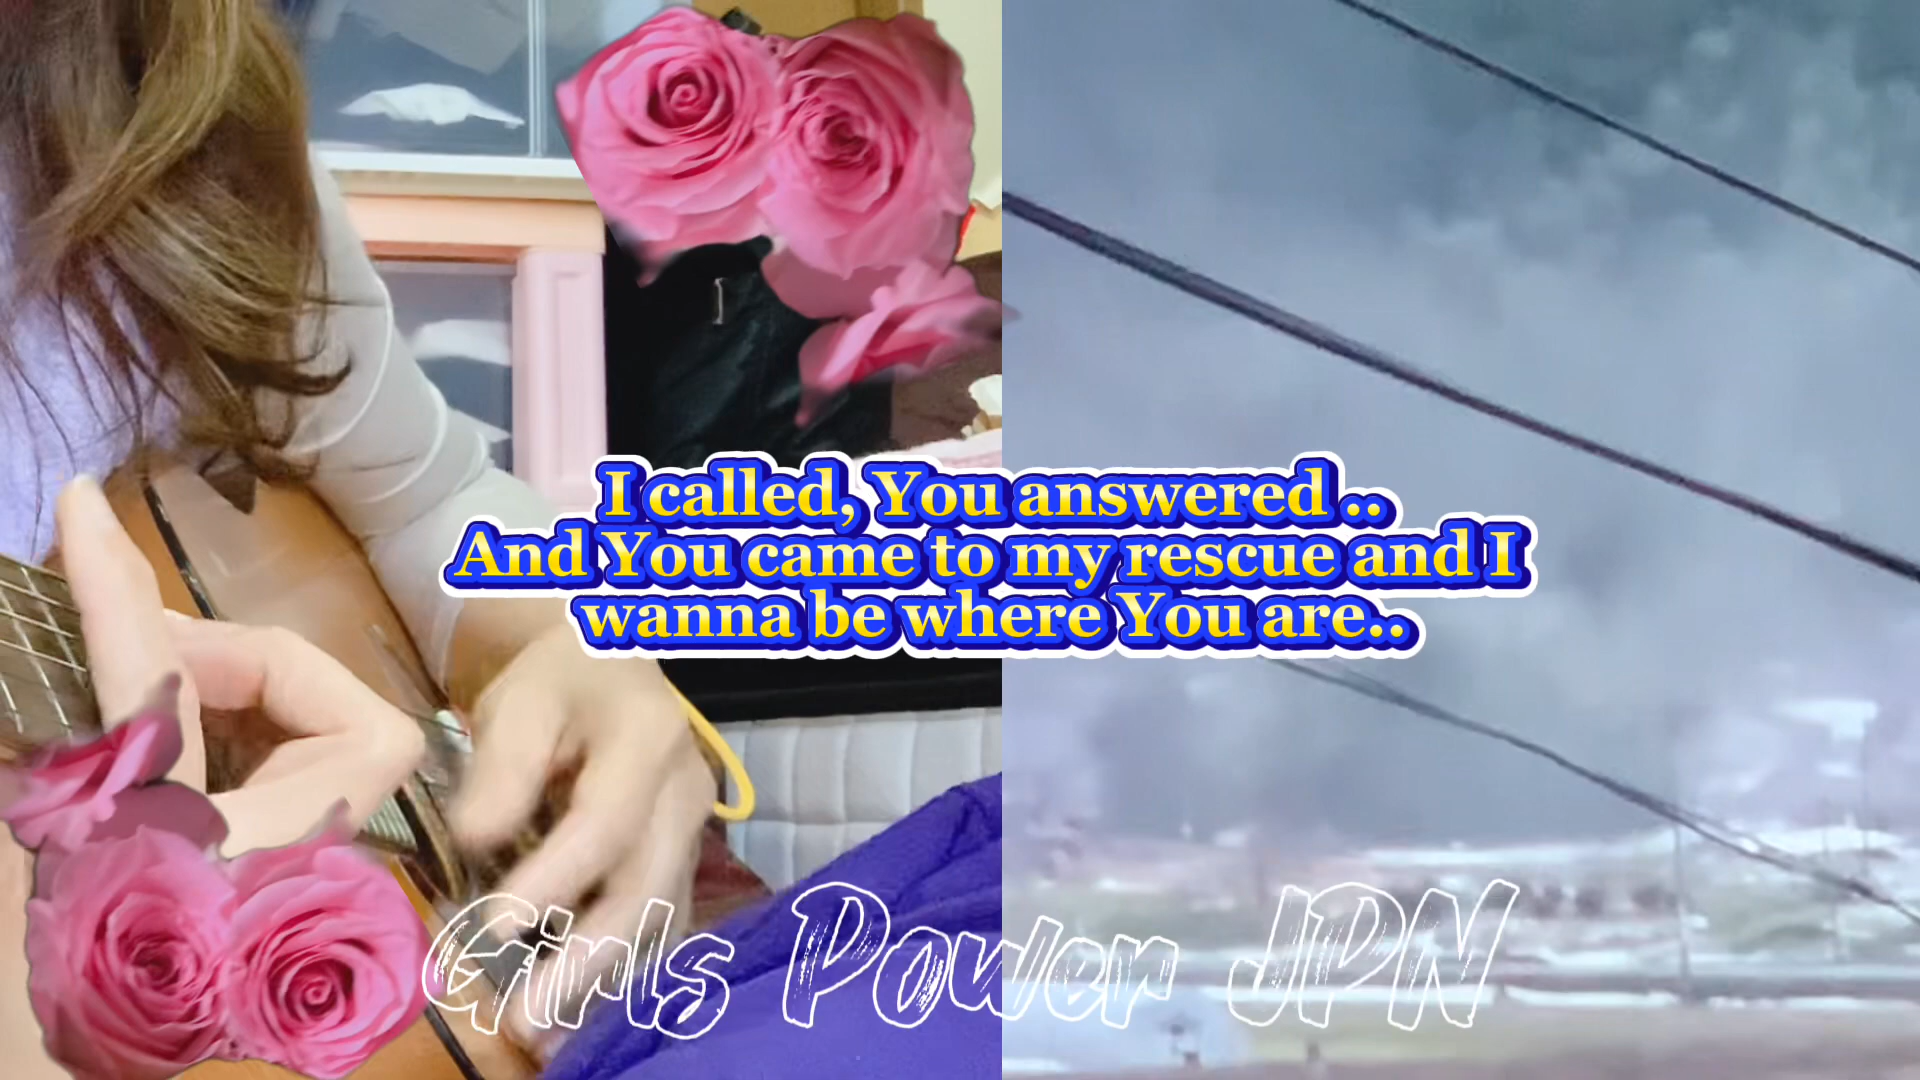 I called, You answered ..
And You came to my rescue and I
wanna be where You are..
Girls Power JPN